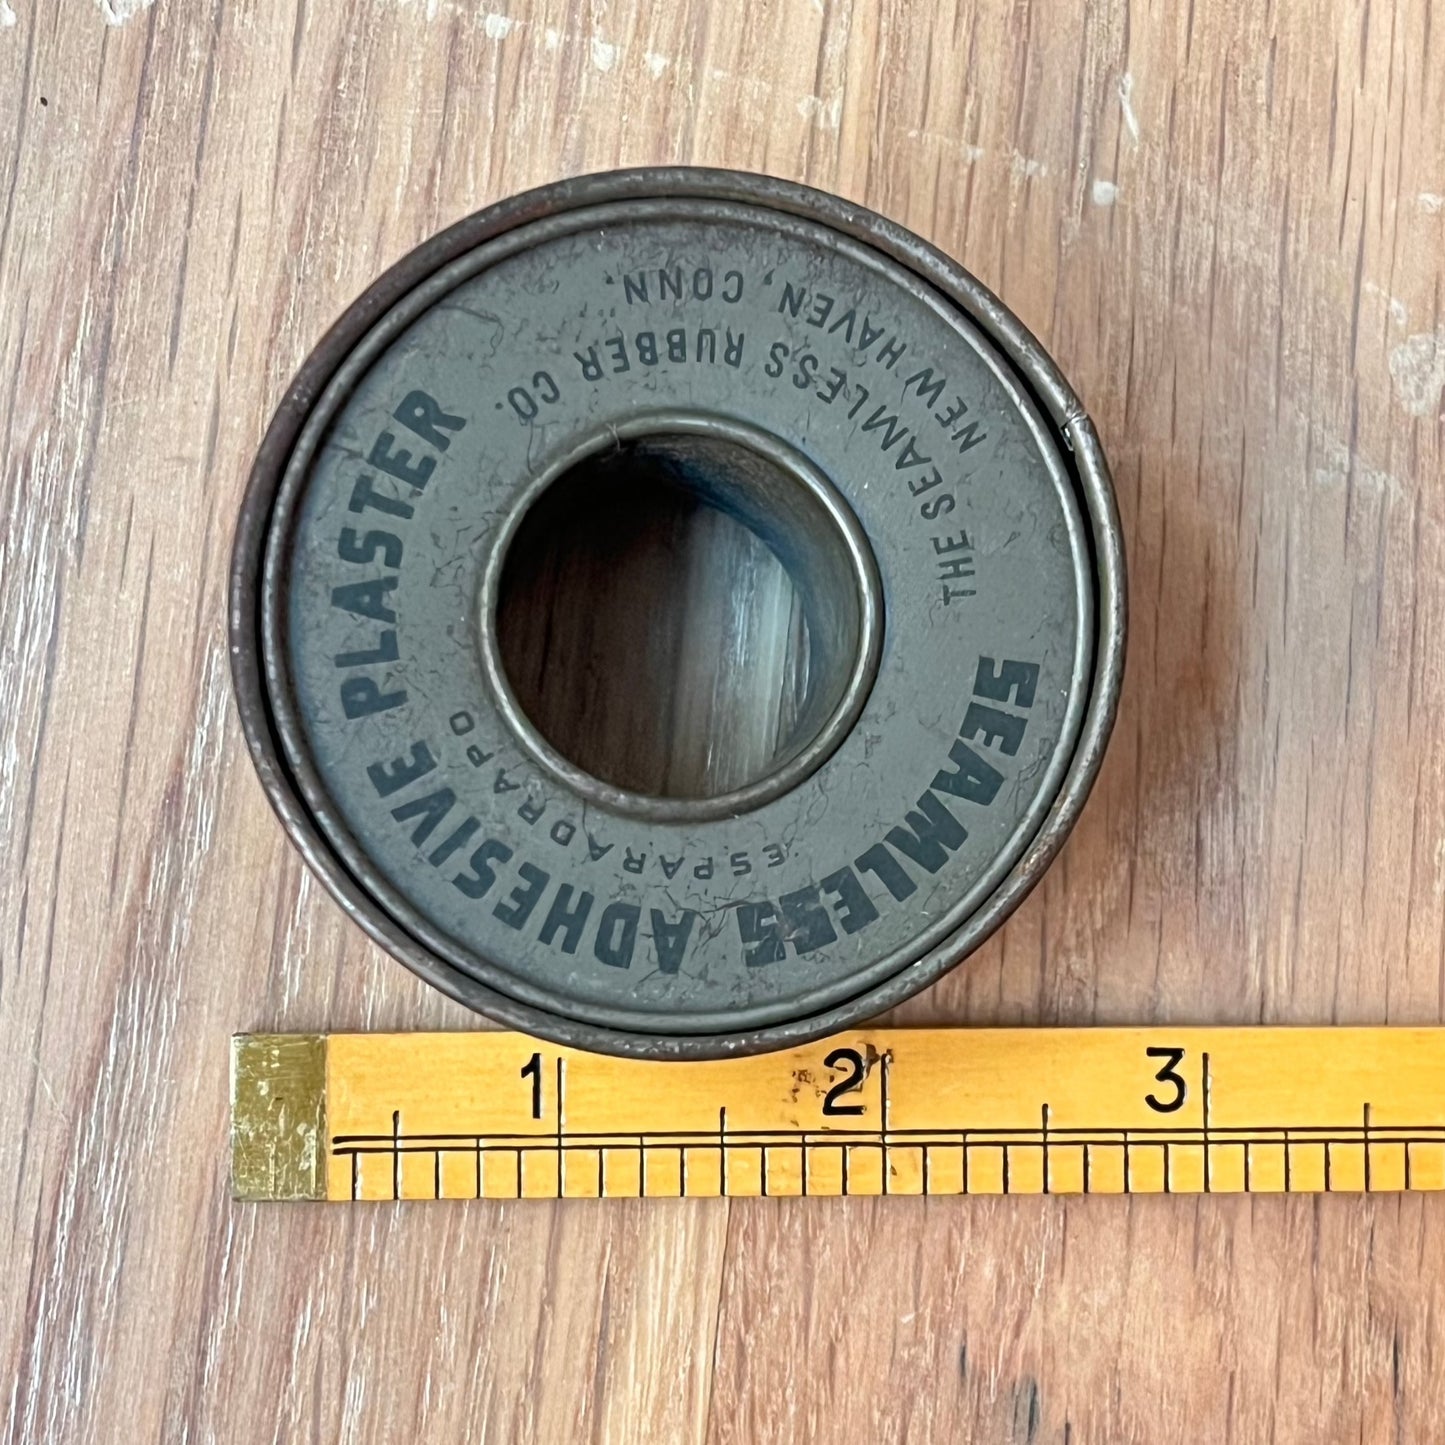 SEAMLESS ADHESIVE PLASTER
ESPARADRAPO
THE SEAMLESS RUBBER CO.
NEW HAVEN, CONN.
1 2 3